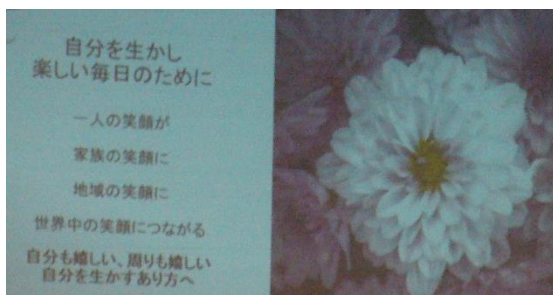 自分を生かし
楽しい毎日のために
一人の笑顔が
家族の笑顔に
地域の笑顔に
世界中の笑顔につながる
自分も嬉しい、周りも嬉しい
自分を生かすあり方へ